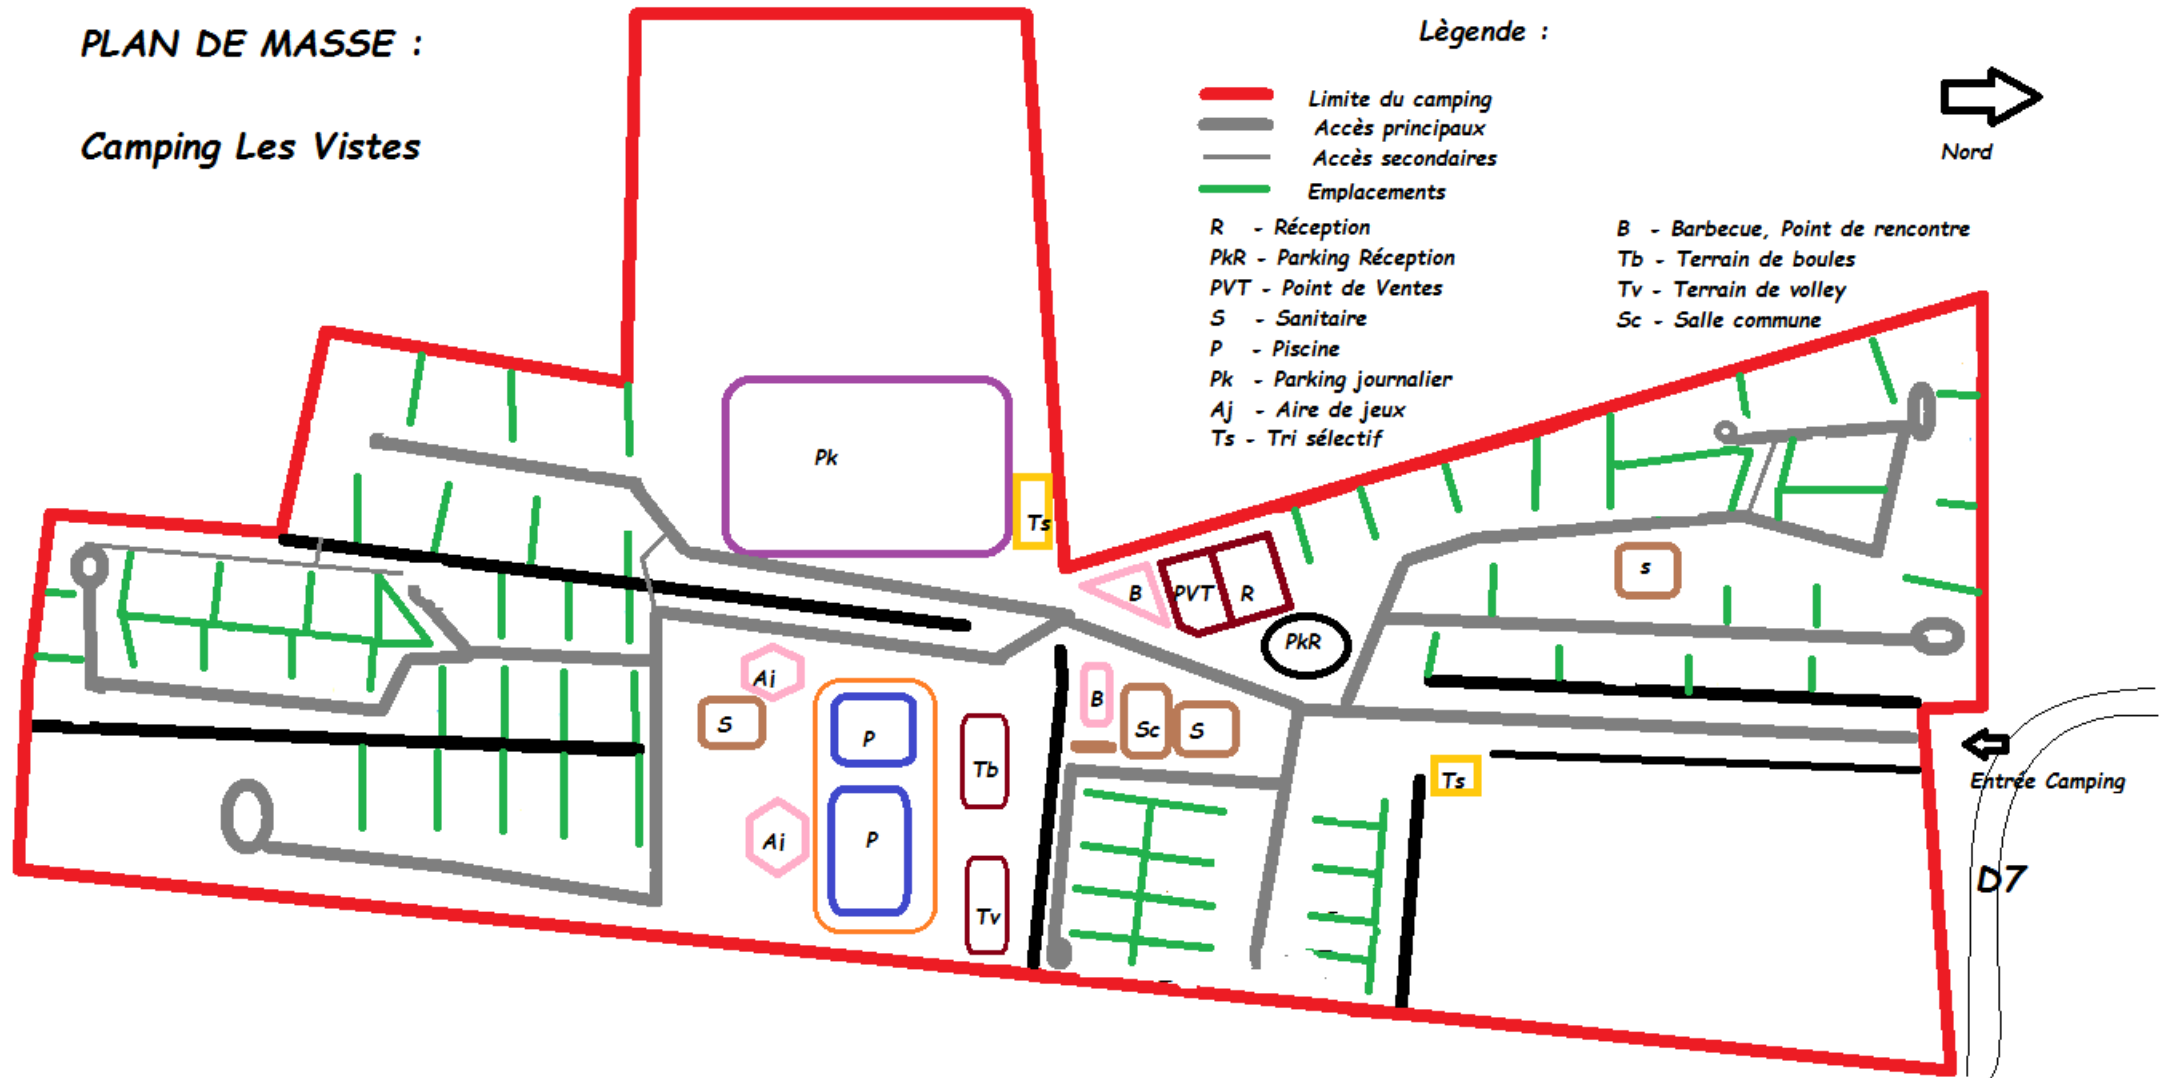 PLAN DE MASSE :
Camping Les Vistes
Lègende :
Limite du camping
Accès principaux
Accès secondaires
Emplacements
R - Réception
PkR - Parking Réception
PVT - Point de Ventes
S - Sanitaire
P - Piscine
Pk - Parking journalier
Aj - Aire de jeux
Ts - Tri sélectif
B - Barbecue, Point de rencontre
Tb - Terrain de boules
Tv - Terrain de volley
Sc - Salle commune
Nord
Pk
Ts
B
PVT
R
PkR
s
Ai
S
P
B
Sc
S
Tb
Ts
Entrée Camping
Ai
P
Tv
D7